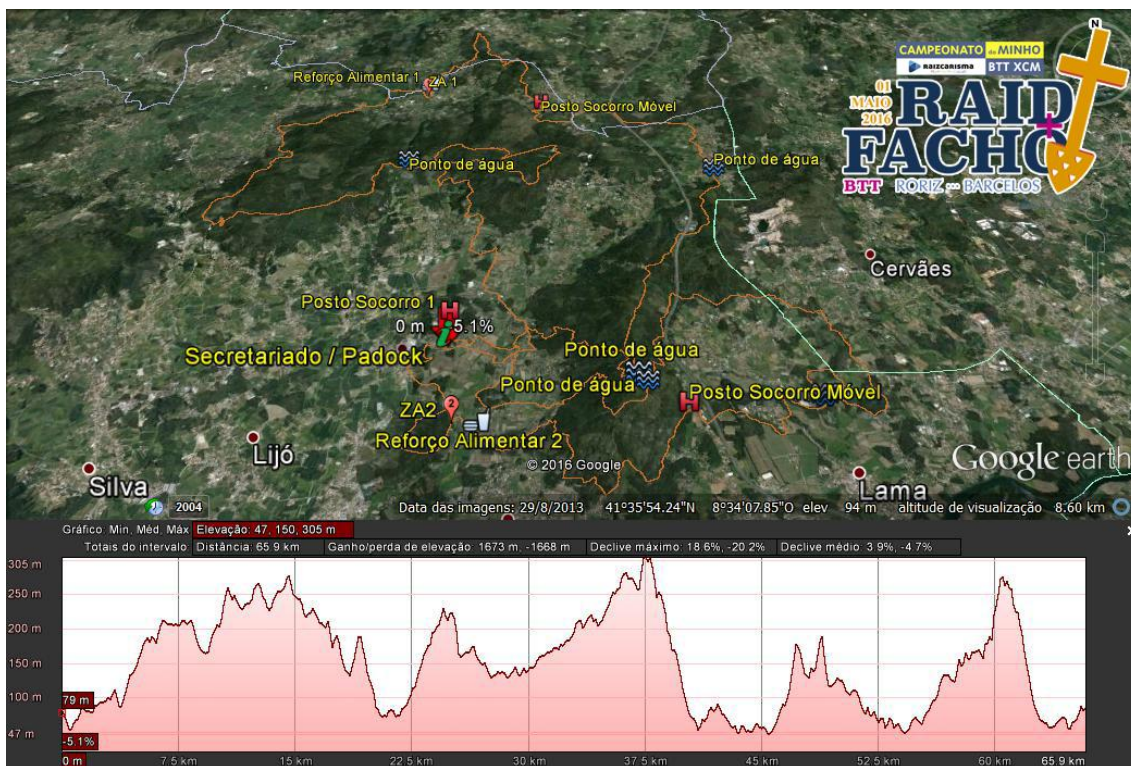 N
CAMPEONATO do MINHO
RAIZCARISMA BTT XCM
01
MAIO
2016
RAID
FACHO
BTT RORIZ ... BARCELOS
Reforço Alimentar 1 ZA 1
Posto Socorro Móvel
Ponto de água
Ponto de água
Cervães
Posto Socorro 1
0 m 5.1%
Secretariado / Padock
Ponto de água
Ponto de água
Posto Socorro Móvel
ZA2
2
Reforço Alimentar 2
Lijó
© 2016 Google
Google earth
Silva
Lama
2004
Data das imagens: 29/8/2013 41°35'54.24"N 8°34'07.85"O elev 94 m altitude de visualização 8.60 km
Gráfico: Min, Méd, Máx Elevação: 47, 150, 305 m
Totais do intervalo: Distância: 65.9 km Ganho/perda de elevação: 1673 m, -1668 m Declive máximo: 18.6%, -20.2% Declive médio: 3.9%, -4.7%
305 m
250 m
200 m
150 m
100 m
79 m
47 m
-5.1%
0 m 7.5 km 15 km 22.5 km 30 km 37.5 km 45 km 52.5 km 60 km 65.9 km